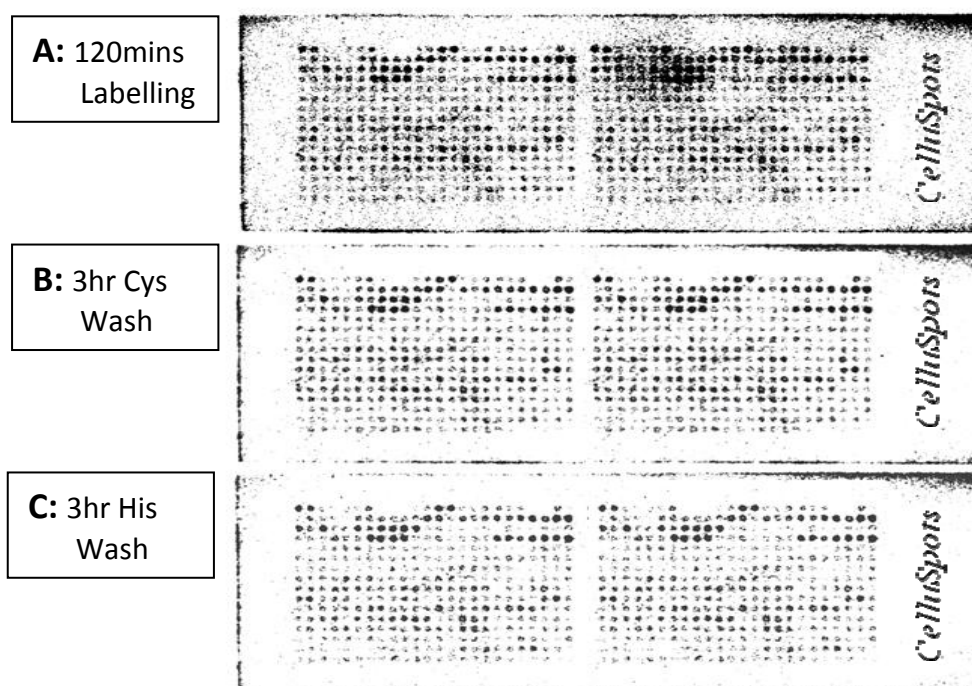 A: 120mins
Labelling
CelluSpots
B: 3hr Cys
Wash
CelluSpots
C: 3hr His
Wash
CelluSpots